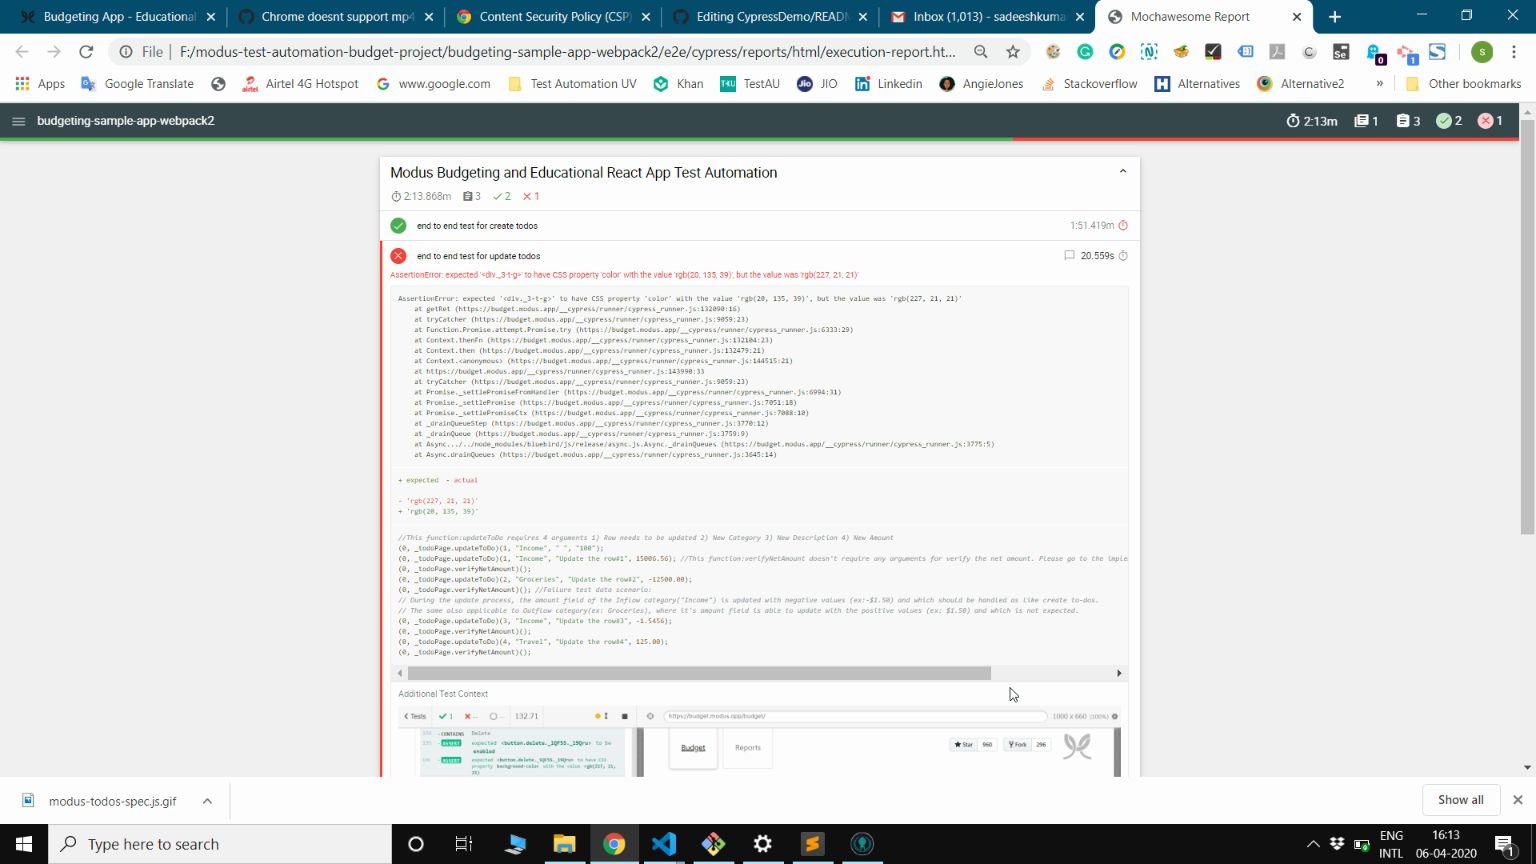 Budgeting App - Educational
Chrome doesnt support mp4
Content Security Policy (CSP)
Editing CypressDemo/READM
Inbox (1,013) - sadeeshkuma
Mochawesome Report
File | F:/modus-test-automation-budget-project/budgeting-sample-app-webpack2/e2e/cypress/reports/html/execution-report.ht...
Apps
Google Translate
Airtel 4G Hotspot
www.google.com
Test Automation UV
Khan
TestAU
JIO
Linkedin
AngieJones
Stackoverflow
Alternatives
Alternative2
»
Other bookmarks
budgeting-sample-app-webpack2
2:13m 1 3 2 1
Modus Budgeting and Educational React App Test Automation
2:13.868m 3 2 1
end to end test for create todos 1:51.419m
end to end test for update todos 20.559s
AssertionError: expected '<div._3-t-g>' to have CSS property 'color' with the value 'rgb(20, 135, 39)', but the value was 'rgb(227, 21, 21)'
AssertionError: expected '<div._3-t-g>' to have CSS property 'color' with the value 'rgb(20, 135, 39)', but the value was 'rgb(227, 21, 21)'
at getRet (https://budget.modus.app/__cypress/runner/cypress_runner.js:132090:16)
at tryCatcher (https://budget.modus.app/__cypress/runner/cypress_runner.js:9059:23)
at Function.Promise.attempt.Promise.try (https://budget.modus.app/__cypress/runner/cypress_runner.js:6333:29)
at Context.thenFn (https://budget.modus.app/__cypress/runner/cypress_runner.js:132104:23)
at Context.then (https://budget.modus.app/__cypress/runner/cypress_runner.js:132479:21)
at Context.<anonymous> (https://budget.modus.app/__cypress/runner/cypress_runner.js:144515:21)
at https://budget.modus.app/__cypress/runner/cypress_runner.js:143990:33
at tryCatcher (https://budget.modus.app/__cypress/runner/cypress_runner.js:9059:23)
at Promise._settlePromiseFromHandler (https://budget.modus.app/__cypress/runner/cypress_runner.js:6994:31)
at Promise._settlePromise (https://budget.modus.app/__cypress/runner/cypress_runner.js:7051:18)
at Promise._settlePromiseCtx (https://budget.modus.app/__cypress/runner/cypress_runner.js:7088:10)
at _drainQueueStep (https://budget.modus.app/__cypress/runner/cypress_runner.js:3770:12)
at _drainQueue (https://budget.modus.app/__cypress/runner/cypress_runner.js:3759:9)
at Async.../../node_modules/bluebird/js/release/async.js.Async._drainQueues (https://budget.modus.app/__cypress/runner/cypress_runner.js:3775:5)
at Async.drainQueues (https://budget.modus.app/__cypress/runner/cypress_runner.js:3645:14)
+ expected - actual
- 'rgb(227, 21, 21)'
+ 'rgb(20, 135, 39)'
//This function:updateToDo requires 4 arguments 1) Row needs to be updated 2) New Category 3) New Description 4) New Amount
(0, _todoPage.updateToDo)(1, "Income", " ", "100");
(0, _todoPage.updateToDo)(1, "Income", "Update the row#1", 15006.56); //This function:verifyNetAmount doesn't require any arguments for verify the net amount. Please go to the imple
(0, _todoPage.verifyNetAmount)();
(0, _todoPage.updateToDo)(2, "Groceries", "Update the row#2", -12500.00);
(0, _todoPage.verifyNetAmount)(); //Failure test data scenario:
// During the update process, the amount field of the Inflow category("Income") is updated with negative values (ex:-$1.50) and which should be handled as like create to-dos.
// The same also applicable to Outflow category(ex: Groceries), where it's amount field is able to update with the positive values (ex: $1.50) and which is not expected.
(0, _todoPage.updateToDo)(3, "Income", "Update the row#3", -1.5456);
(0, _todoPage.verifyNetAmount)();
(0, _todoPage.updateToDo)(4, "Travel", "Update the row#4", 125.00);
(0, _todoPage.verifyNetAmount)();
Additional Test Context
Tests 1 -- -- 132.71 https://budget.modus.app/budget/ 1000 x 660 (100%)
-CONTAINS Delete
-ASSERT expected <button.delete._1QFSS._19Qru> to be
enabled
-ASSERT expected <button.delete._1QFSS._19Qru> to have CSS
property background-color with the value rgb(227, 21,
21)
Budget Reports
Star 960 Fork 296
modus-todos-spec.js.gif
Show all
Type here to search
ENG
INTL
16:13
06-04-2020
1